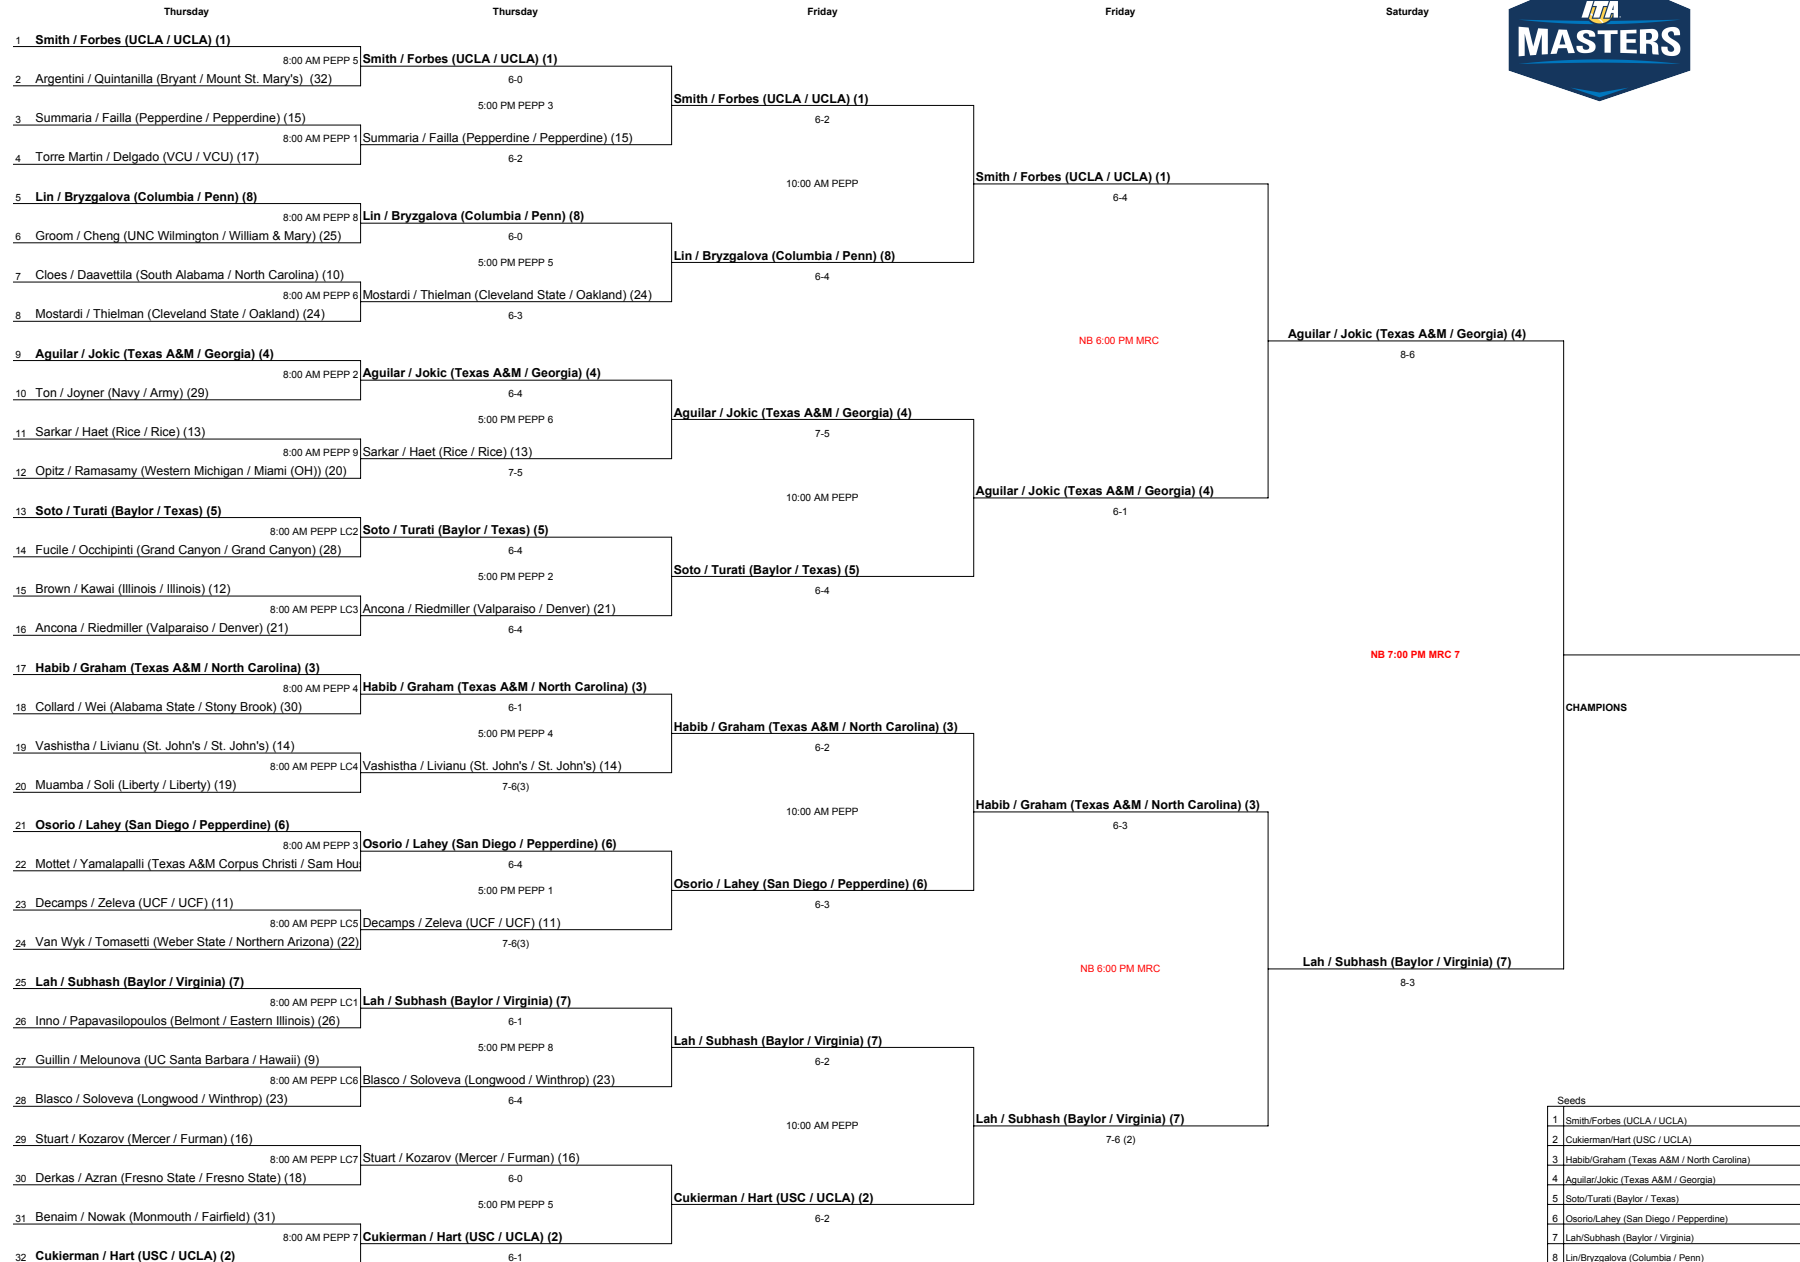 Thursday Thursday Friday Friday Saturday
ITA
MASTERS
1 Smith / Forbes (UCLA / UCLA) (1)
8:00 AM PEPP 5 Smith / Forbes (UCLA / UCLA) (1)
2 Argentini / Quintanilla (Bryant / Mount St. Mary's) (32) 6-0
5:00 PM PEPP 3 Smith / Forbes (UCLA / UCLA) (1)
3 Summaria / Failla (Pepperdine / Pepperdine) (15) 6-2
8:00 AM PEPP 1 Summaria / Failla (Pepperdine / Pepperdine) (15)
4 Torre Martin / Delgado (VCU / VCU) (17) 6-2
10:00 AM PEPP Smith / Forbes (UCLA / UCLA) (1)
5 Lin / Bryzgalova (Columbia / Penn) (8) 6-4
8:00 AM PEPP 8 Lin / Bryzgalova (Columbia / Penn) (8)
6 Groom / Cheng (UNC Wilmington / William & Mary) (25) 6-0
5:00 PM PEPP 5 Lin / Bryzgalova (Columbia / Penn) (8)
7 Cloes / Daavettila (South Alabama / North Carolina) (10) 6-4
8:00 AM PEPP 6 Mostardi / Thielman (Cleveland State / Oakland) (24)
8 Mostardi / Thielman (Cleveland State / Oakland) (24) 6-3
NB 6:00 PM MRC Aguilar / Jokic (Texas A&M / Georgia) (4)
9 Aguilar / Jokic (Texas A&M / Georgia) (4) 8-6
8:00 AM PEPP 2 Aguilar / Jokic (Texas A&M / Georgia) (4)
10 Ton / Joyner (Navy / Army) (29) 6-4
5:00 PM PEPP 6 Aguilar / Jokic (Texas A&M / Georgia) (4)
11 Sarkar / Haet (Rice / Rice) (13) 7-5
8:00 AM PEPP 9 Sarkar / Haet (Rice / Rice) (13)
12 Opitz / Ramasamy (Western Michigan / Miami (OH)) (20) 7-5
10:00 AM PEPP Aguilar / Jokic (Texas A&M / Georgia) (4)
13 Soto / Turati (Baylor / Texas) (5) 6-1
8:00 AM PEPP LC2 Soto / Turati (Baylor / Texas) (5)
14 Fucile / Occhipinti (Grand Canyon / Grand Canyon) (28) 6-4
5:00 PM PEPP 2 Soto / Turati (Baylor / Texas) (5)
15 Brown / Kawai (Illinois / Illinois) (12) 6-4
8:00 AM PEPP LC3 Ancona / Riedmiller (Valparaiso / Denver) (21)
16 Ancona / Riedmiller (Valparaiso / Denver) (21) 6-4
NB 7:00 PM MRC 7
17 Habib / Graham (Texas A&M / North Carolina) (3)
8:00 AM PEPP 4 Habib / Graham (Texas A&M / North Carolina) (3)
18 Collard / Wei (Alabama State / Stony Brook) (30) 6-1 CHAMPIONS
5:00 PM PEPP 4 Habib / Graham (Texas A&M / North Carolina) (3)
19 Vashistha / Livianu (St. John's / St. John's) (14) 6-2
8:00 AM PEPP LC4 Vashistha / Livianu (St. John's / St. John's) (14)
20 Muamba / Soli (Liberty / Liberty) (19) 7-6(3)
10:00 AM PEPP Habib / Graham (Texas A&M / North Carolina) (3)
21 Osorio / Lahey (San Diego / Pepperdine) (6) 6-3
8:00 AM PEPP 3 Osorio / Lahey (San Diego / Pepperdine) (6)
22 Mottet / Yamalapalli (Texas A&M Corpus Christi / Sam Hou 6-4
5:00 PM PEPP 1 Osorio / Lahey (San Diego / Pepperdine) (6)
23 Decamps / Zeleva (UCF / UCF) (11) 6-3
8:00 AM PEPP LC5 Decamps / Zeleva (UCF / UCF) (11)
24 Van Wyk / Tomasetti (Weber State / Northern Arizona) (22) 7-6(3)
NB 6:00 PM MRC Lah / Subhash (Baylor / Virginia) (7)
25 Lah / Subhash (Baylor / Virginia) (7) 8-3
8:00 AM PEPP LC1 Lah / Subhash (Baylor / Virginia) (7)
26 Inno / Papavasilopoulos (Belmont / Eastern Illinois) (26) 6-1
5:00 PM PEPP 8 Lah / Subhash (Baylor / Virginia) (7)
27 Guillin / Melounova (UC Santa Barbara / Hawaii) (9) 6-2
8:00 AM PEPP LC6 Blasco / Soloveva (Longwood / Winthrop) (23)
28 Blasco / Soloveva (Longwood / Winthrop) (23) 6-4
Seeds
10:00 AM PEPP Lah / Subhash (Baylor / Virginia) (7)
1 Smith/Forbes (UCLA / UCLA)
29 Stuart / Kozarov (Mercer / Furman) (16) 7-6 (2)
2 Cukierman/Hart (USC / UCLA)
8:00 AM PEPP LC7 Stuart / Kozarov (Mercer / Furman) (16)
3 Habib/Graham (Texas A&M / North Carolina)
30 Derkas / Azran (Fresno State / Fresno State) (18) 6-0
4 Aguilar/Jokic (Texas A&M / Georgia)
5:00 PM PEPP 5 Cukierman / Hart (USC / UCLA) (2)
5 Soto/Turati (Baylor / Texas)
31 Benaim / Nowak (Monmouth / Fairfield) (31) 6-2
6 Osorio/Lahey (San Diego / Pepperdine)
8:00 AM PEPP 7 Cukierman / Hart (USC / UCLA) (2)
7 Lah/Subhash (Baylor / Virginia)
32 Cukierman / Hart (USC / UCLA) (2) 6-1
8 Lin/Bryzgalova (Columbia / Penn)